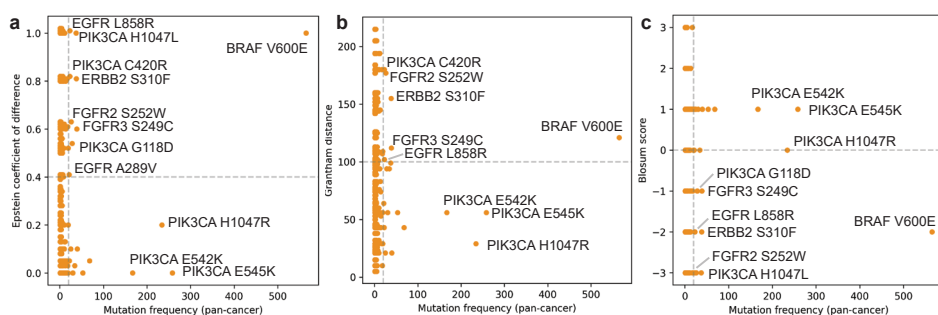 a
EGFR L858R
PIK3CA H1047L
BRAF V600E
PIK3CA C420R
ERBB2 S310F
FGFR2 S252W
FGFR3 S249C
PIK3CA G118D
EGFR A289V
PIK3CA H1047R
PIK3CA E542K
PIK3CA E545K
1.0
0.8
0.6
0.4
0.2
0.0
Epstein coefficient of difference
0 100 200 300 400 500
Mutation frequency (pan-cancer)
b
PIK3CA C420R
FGFR2 S252W
ERBB2 S310F
BRAF V600E
FGFR3 S249C
EGFR L858R
PIK3CA E542K
PIK3CA E545K
PIK3CA H1047R
200
150
100
50
0
Grantham distance
0 100 200 300 400 500
Mutation frequency (pan-cancer)
c
PIK3CA E542K
PIK3CA E545K
PIK3CA H1047R
PIK3CA G118D
FGFR3 S249C
EGFR L858R
ERBB2 S310F
BRAF V600E
FGFR2 S252W
PIK3CA H1047L
3
2
1
0
−1
−2
−3
Blosum score
0 100 200 300 400 500
Mutation frequency (pan-cancer)